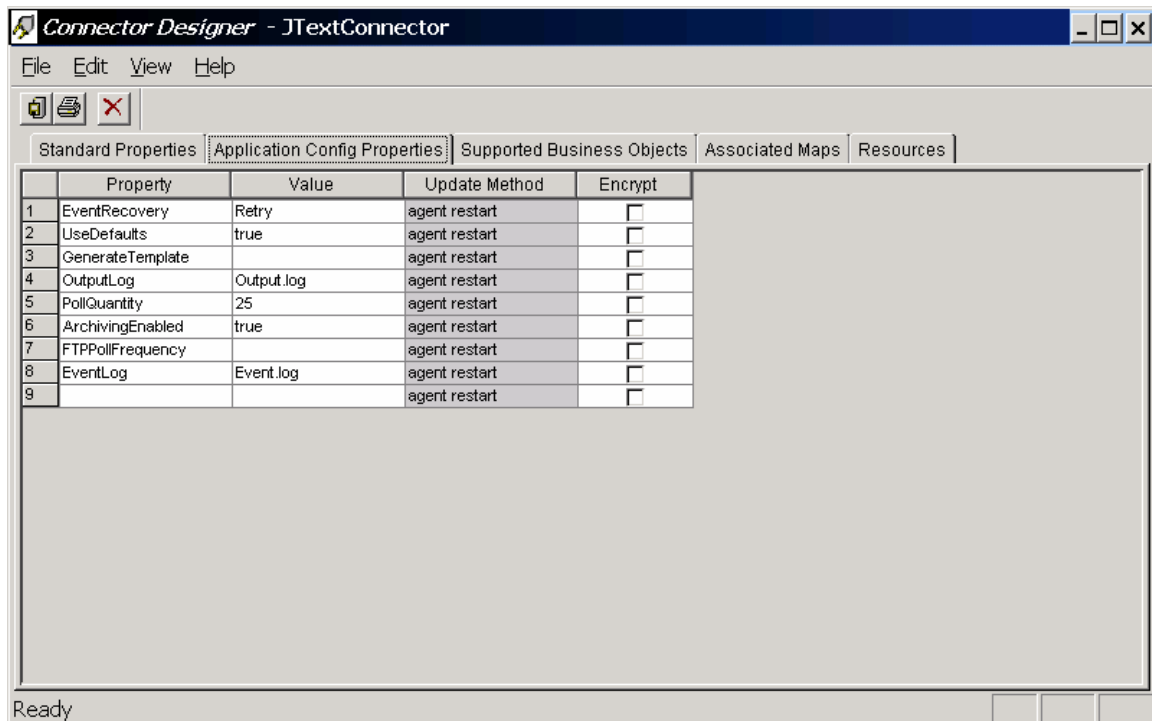 Connector Designer - JTextConnector
File Edit View Help
Standard Properties Application Config Properties Supported Business Objects Associated Maps Resources
Property Value Update Method Encrypt
1 EventRecovery Retry agent restart
2 UseDefaults true agent restart
3 GenerateTemplate agent restart
4 OutputLog Output.log agent restart
5 PollQuantity 25 agent restart
6 ArchivingEnabled true agent restart
7 FTPPollFrequency agent restart
8 EventLog Event.log agent restart
9 agent restart
Ready